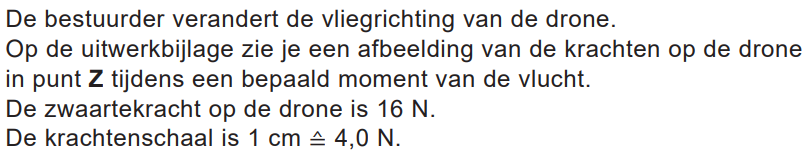 De bestuurder verandert de vliegrichting van de drone.
Op de uitwerkbijlage zie je een afbeelding van de krachten op de drone
in punt Z tijdens een bepaald moment van de vlucht.
De zwaartekracht op de drone is 16 N.
De krachtenschaal is 1 cm ≙ 4,0 N.